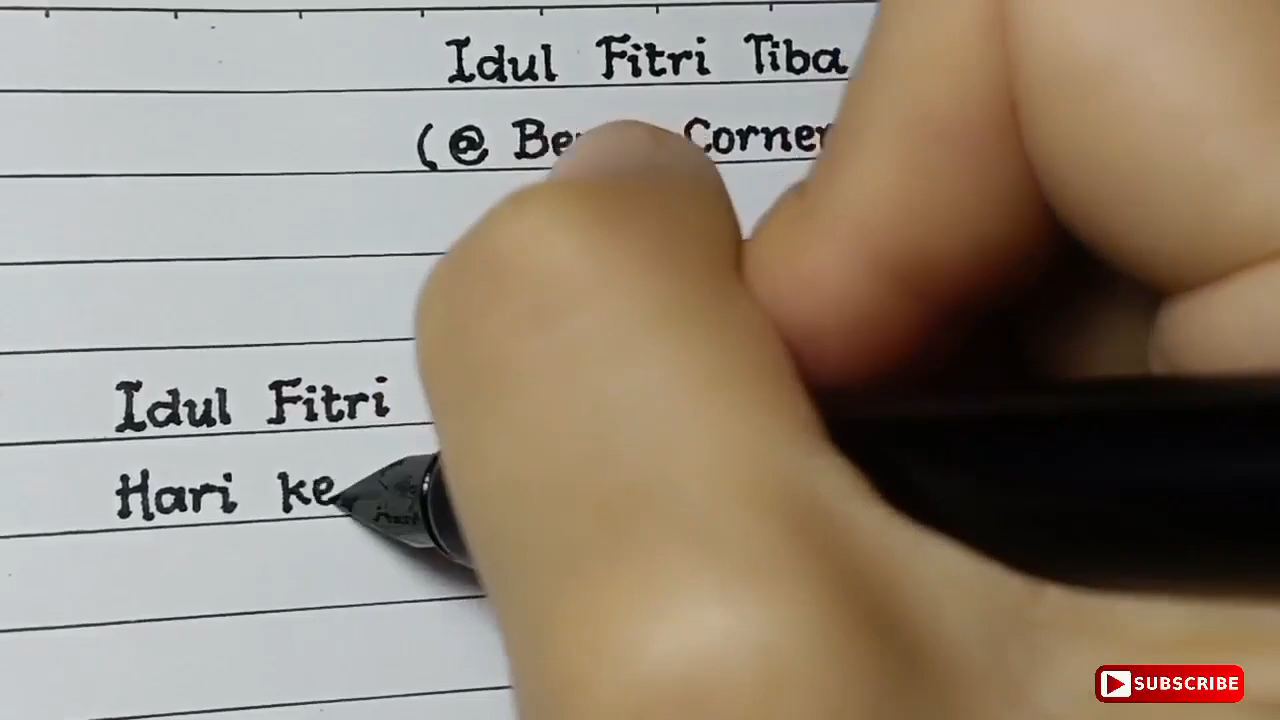 Idul Fitri Tiba
(@ Corner
Idul Fitri
Hari ke
SUBSCRIBE